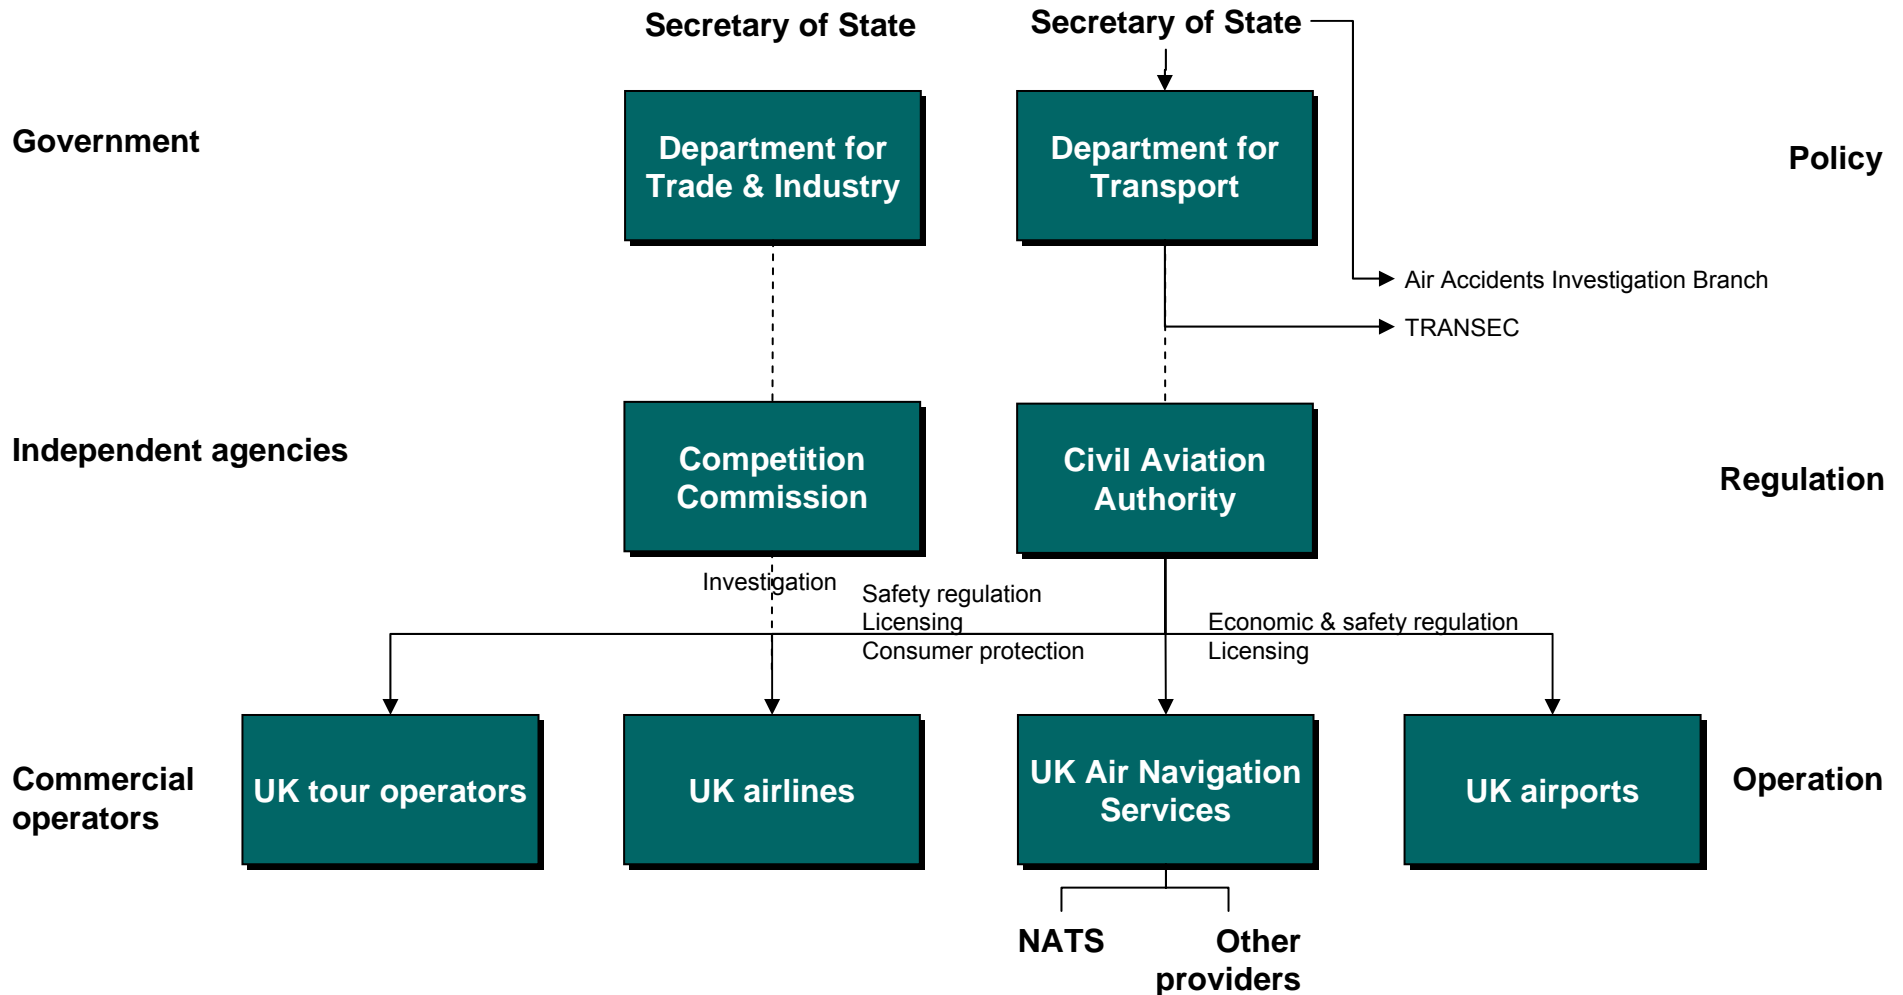 Secretary of State
Secretary of State
Government
Department for
Trade & Industry
Department for
Transport
Policy
Air Accidents Investigation Branch
TRANSEC
Independent agencies
Competition
Commission
Civil Aviation
Authority
Regulation
Investigation
Safety regulation
Licensing
Consumer protection
Economic & safety regulation
Licensing
Commercial
operators
UK tour operators
UK airlines
UK Air Navigation
Services
UK airports
Operation
NATS
Other
providers